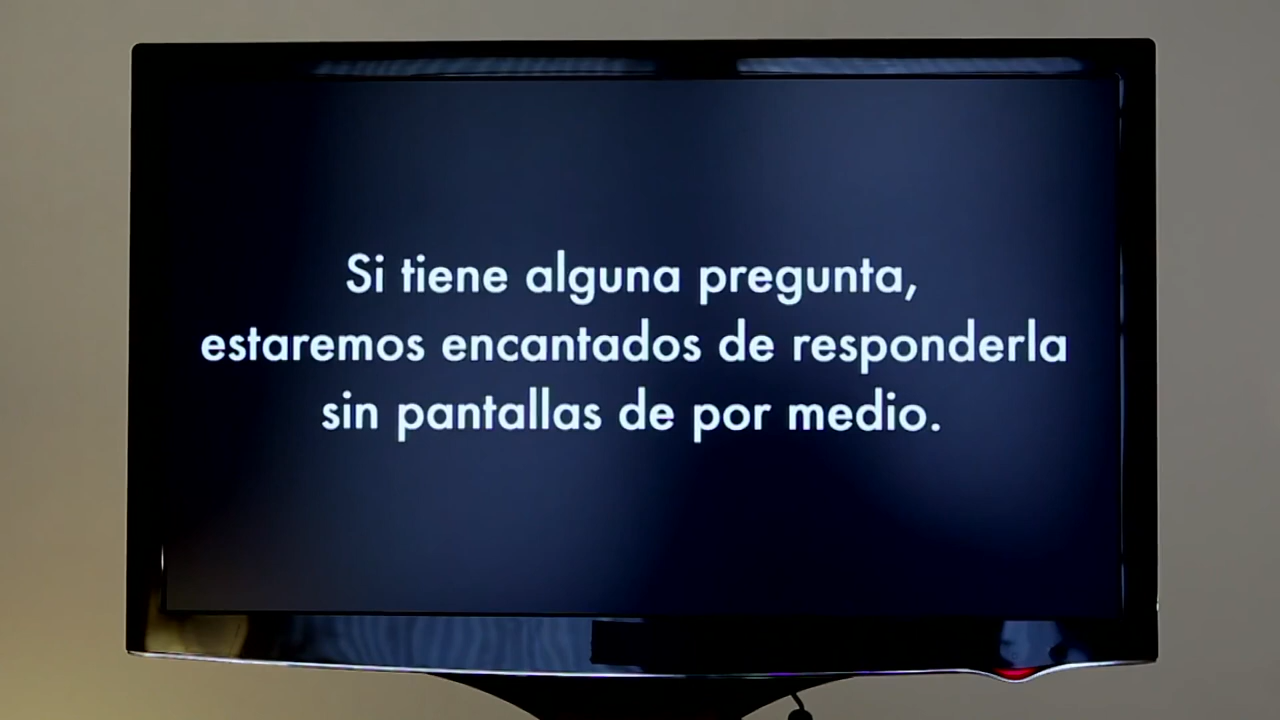 Si tiene alguna pregunta,
estaremos encantados de responderla
sin pantallas de por medio.